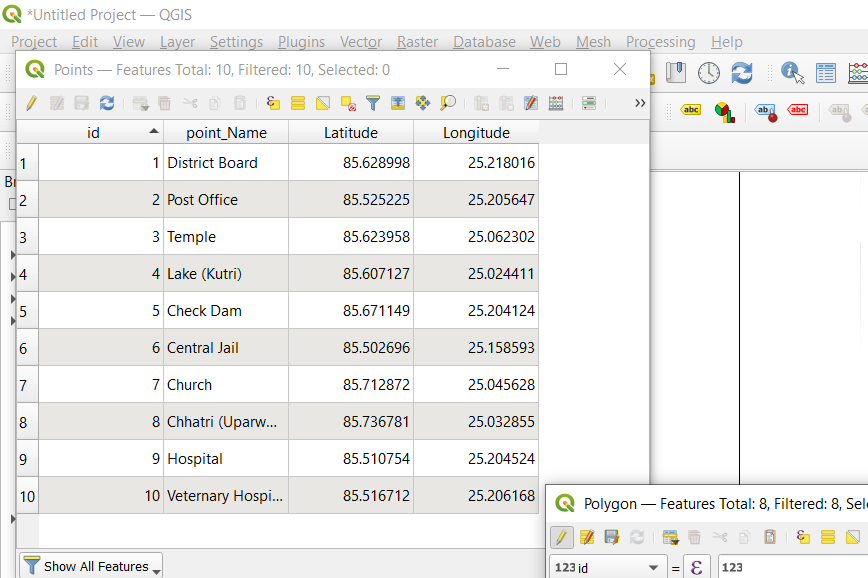 *Untitled Project — QGIS
Project Edit View Layer Settings Plugins Vector Raster Database Web Mesh Processing Help
Points — Features Total: 10, Filtered: 10, Selected: 0
abc ab abc ab
id point_Name Latitude Longitude
1 1 District Board 85.628998 25.218016
2 2 Post Office 85.525225 25.205647
3 3 Temple 85.623958 25.062302
4 4 Lake (Kutri) 85.607127 25.024411
5 5 Check Dam 85.671149 25.204124
6 6 Central Jail 85.502696 25.158593
7 7 Church 85.712872 25.045628
8 8 Chhatri (Uparw... 85.736781 25.032855
9 9 Hospital 85.510754 25.204524
10 10 Veternary Hospi... 85.516712 25.206168
Show All Features
Polygon — Features Total: 8, Filtered: 8, Sele
123 id = ε 123